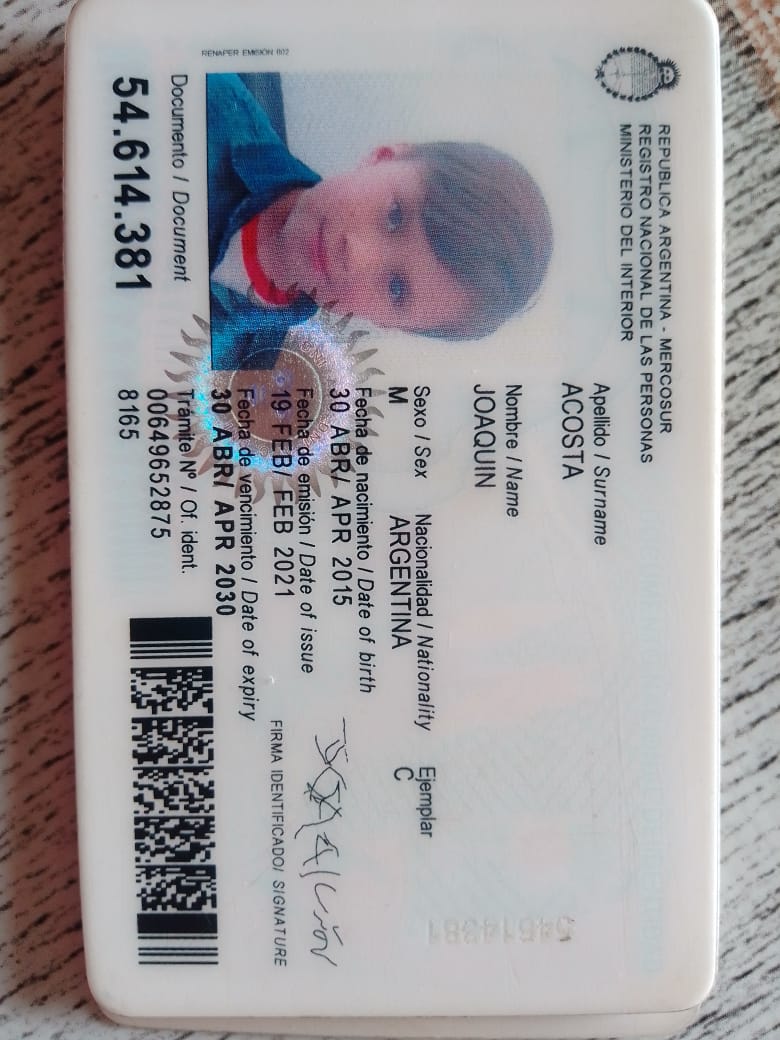 REPUBLICA ARGENTINA - MERCOSUR
REGISTRO NACIONAL DE LAS PERSONAS
MINISTERIO DEL INTERIOR
Apellido / Surname
ACOSTA
Nombre / Name
JOAQUIN
Sexo / Sex Nacionalidad / Nationality Ejemplar
M ARGENTINA C
Fecha de nacimiento / Date of birth
30 ABR/ APR 2015
Fecha de emisión / Date of issue
19 FEB/ FEB 2021
Fecha de vencimiento / Date of expiry
30 ABR/ APR 2030
FIRMA IDENTIFICADO/ SIGNATURE
Trámite Nº / Of. ident.
00649652875
8165
RENAPER EMISIÓN 002
Documento / Document
54.614.381
54614381